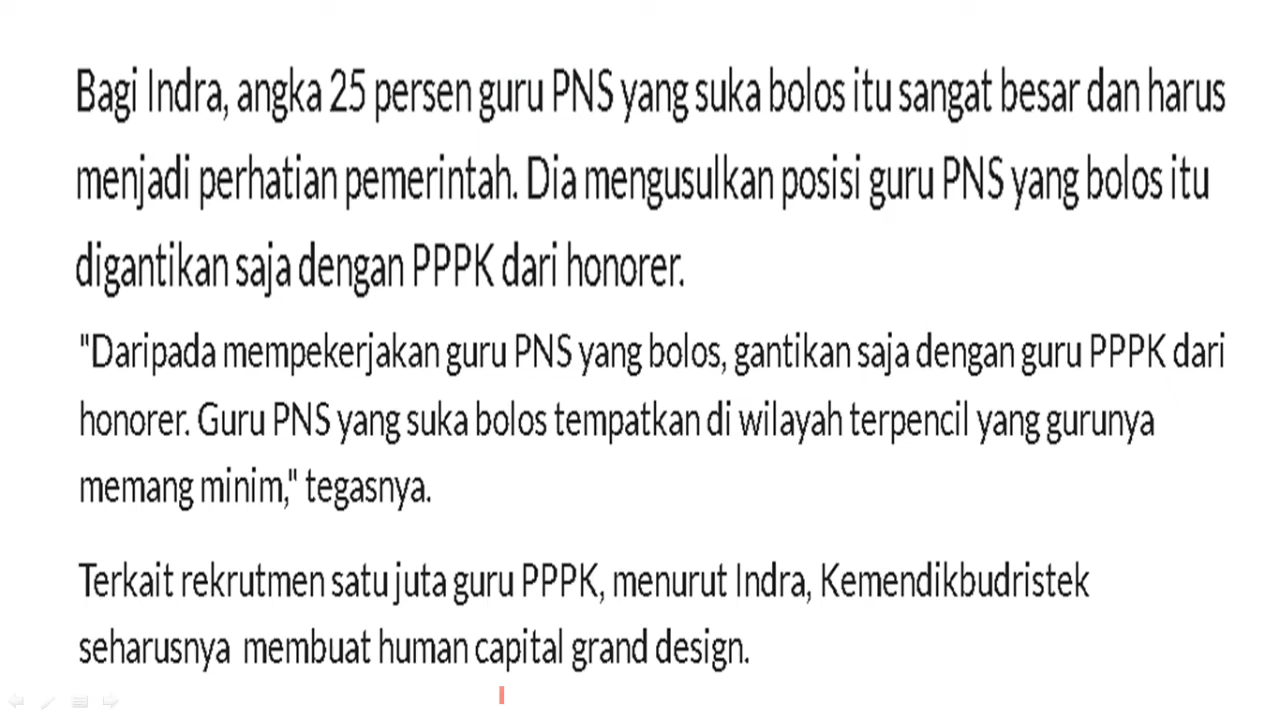 Bagi Indra, angka 25 persen guru PNS yang suka bolos itu sangat besar dan harus
menjadi perhatian pemerintah. Dia mengusulkan posisi guru PNS yang bolos itu
digantikan saja dengan PPPK dari honorer.
"Daripada mempekerjakan guru PNS yang bolos, gantikan saja dengan guru PPPK dari
honorer. Guru PNS yang suka bolos tempatkan di wilayah terpencil yang gurunya
memang minim," tegasnya.
Terkait rekrutmen satu juta guru PPPK, menurut Indra, Kemendikbudristek
seharusnya membuat human capital grand design.